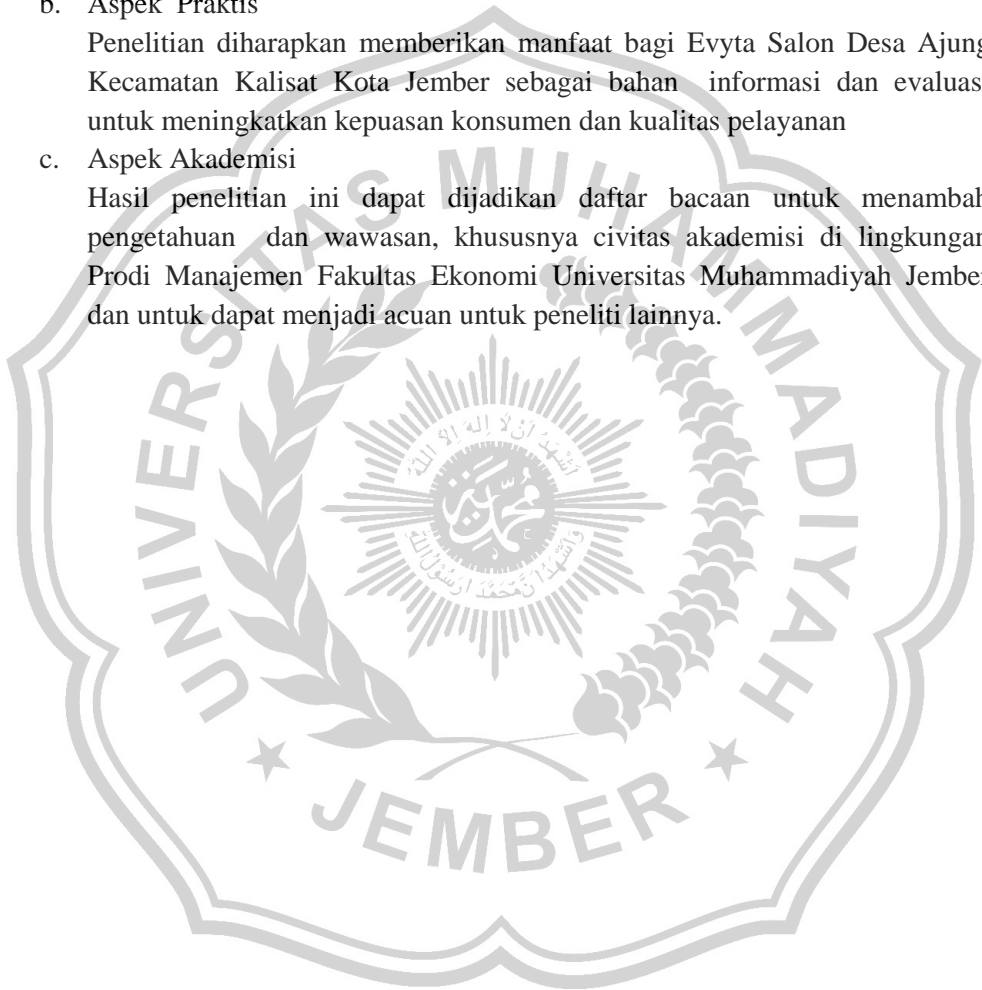 b. Aspek Praktis
Penelitian diharapkan memberikan manfaat bagi Evyta Salon Desa Ajung
Kecamatan Kalisat Kota Jember sebagai bahan informasi dan evaluas
untuk meningkatkan kepuasan konsumen dan kualitas pelayanan
c. Aspek Akademisi
Hasil penelitian ini dapat dijadikan daftar bacaan untuk menambah
pengetahuan dan wawasan, khususnya civitas akademisi di lingkungan
Prodi Manajemen Fakultas Ekonomi Universitas Muhammadiyah Jember
dan untuk dapat menjadi acuan untuk peneliti lainnya.
UNIVERSITAS MUHAMMADIYAH
JEMBER